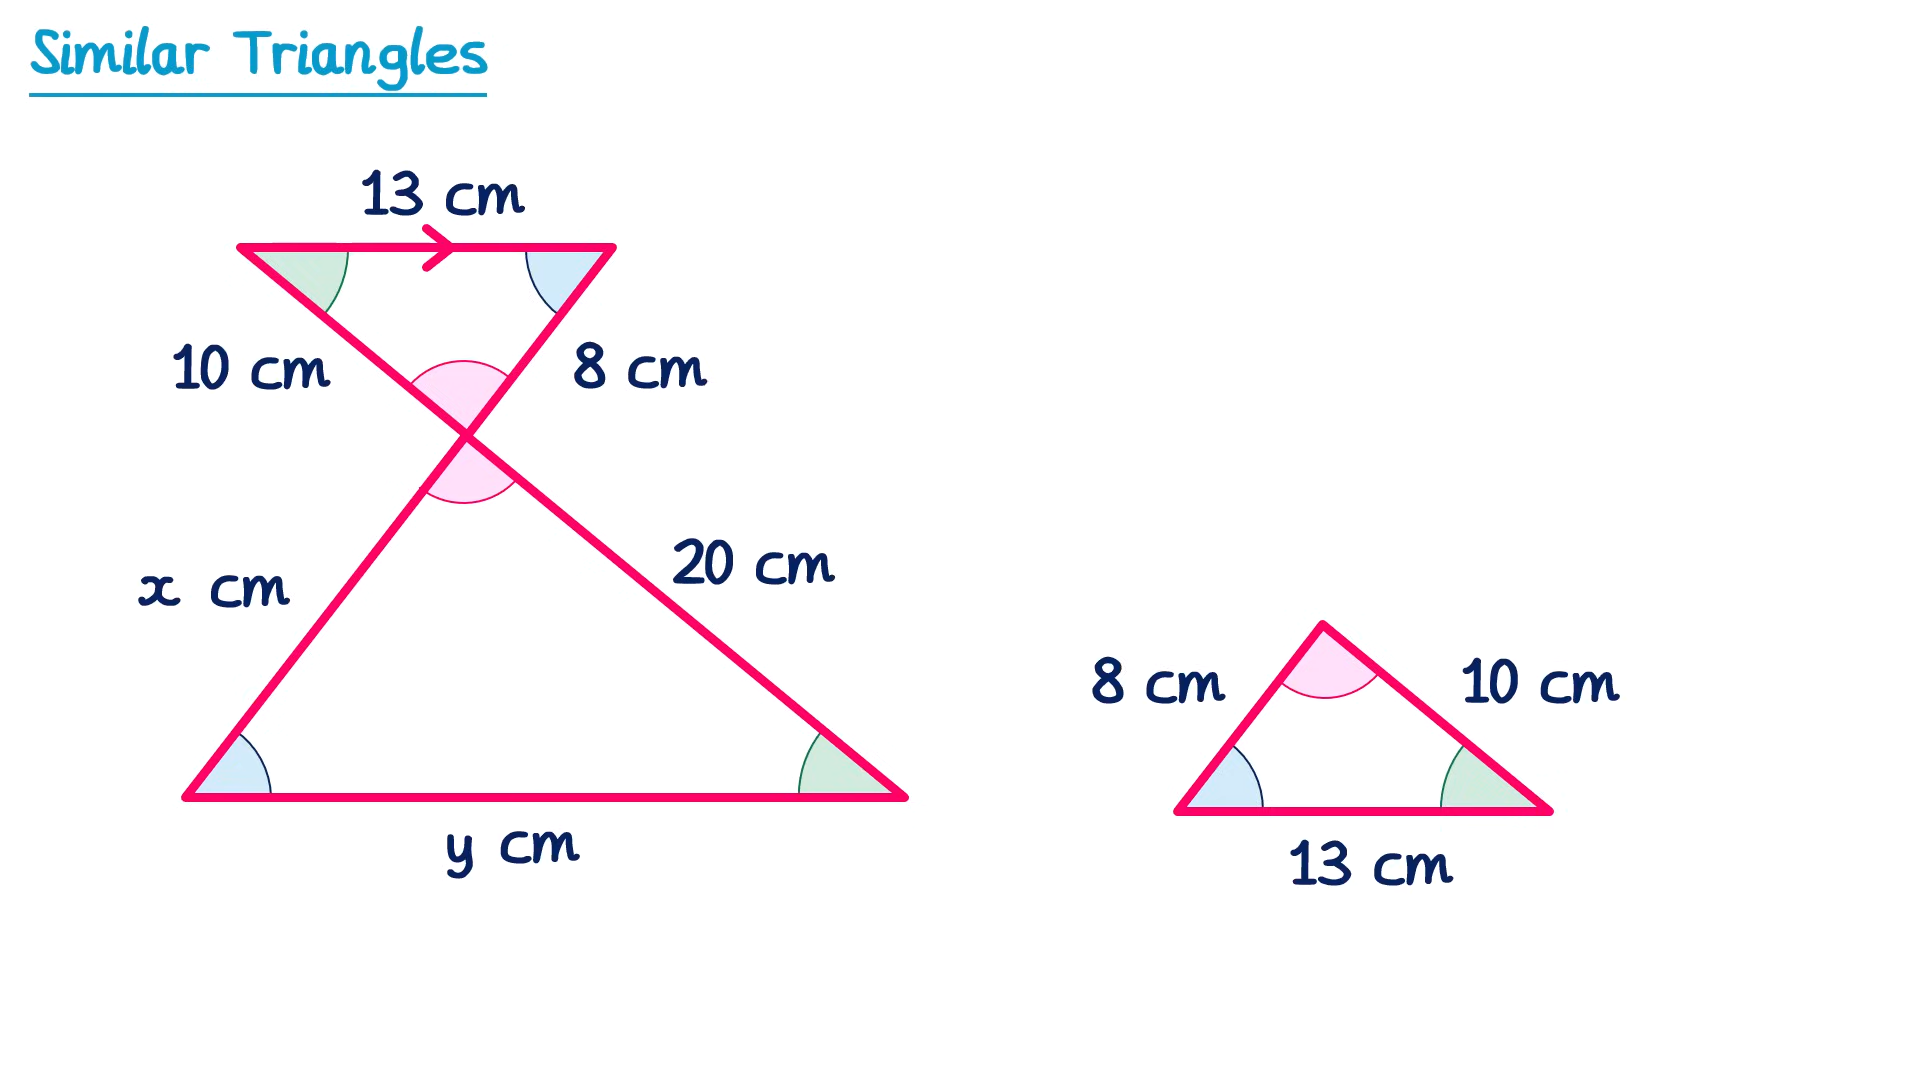 Similar Triangles
13 cm
10 cm
8 cm
x cm
20 cm
y cm
8 cm
10 cm
13 cm